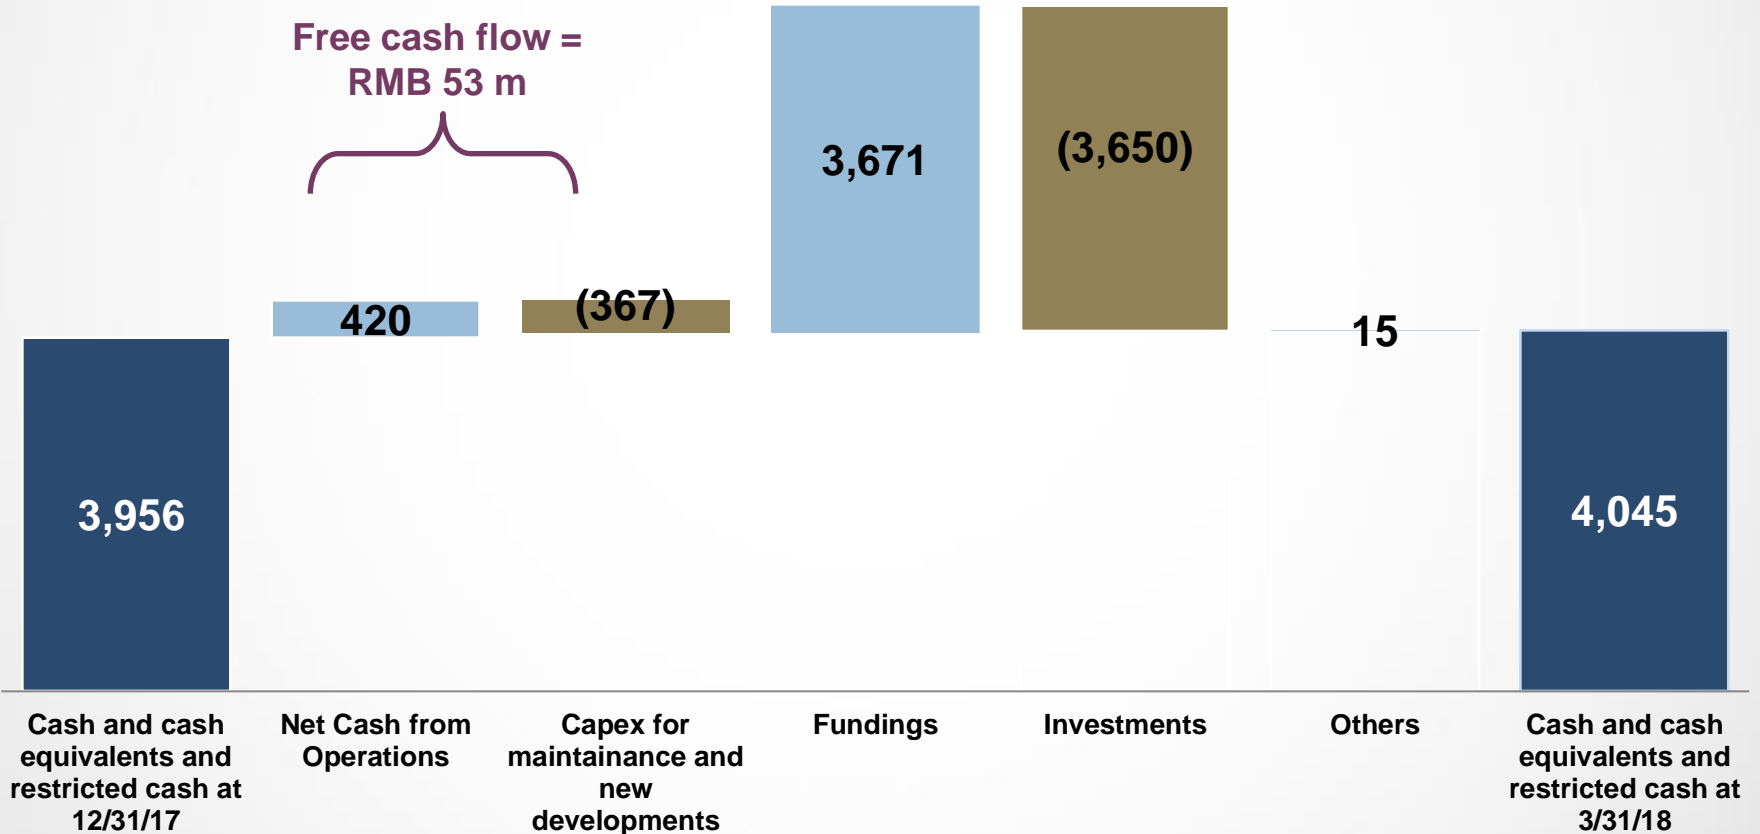 Free cash flow =
RMB 53 m
3,671
(3,650)
420
(367)
15
3,956
4,045
Cash and cash
equivalents and
restricted cash at
12/31/17
Net Cash from
Operations
Capex for
maintainance and
new
developments
Fundings
Investments
Others
Cash and cash
equivalents and
restricted cash at
3/31/18